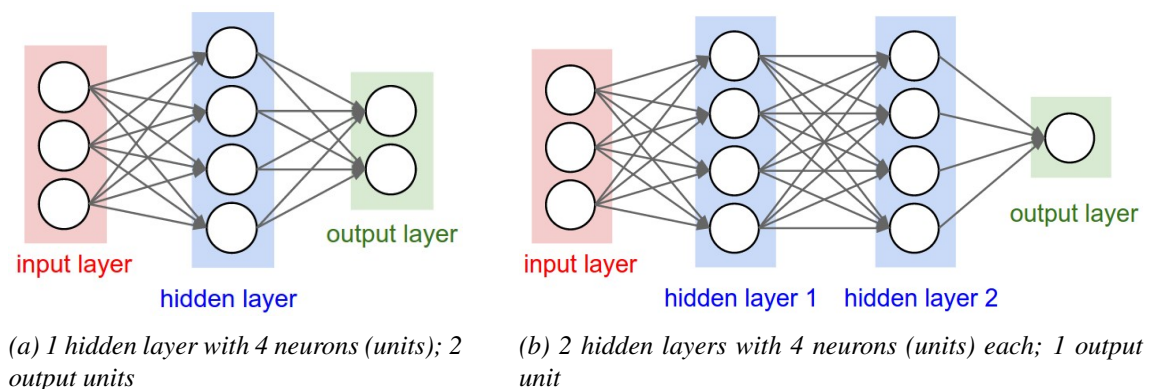 input layer
hidden layer
output layer
(a) 1 hidden layer with 4 neurons (units); 2
output units
input layer
hidden layer 1
hidden layer 2
output layer
(b) 2 hidden layers with 4 neurons (units) each; 1 output
unit